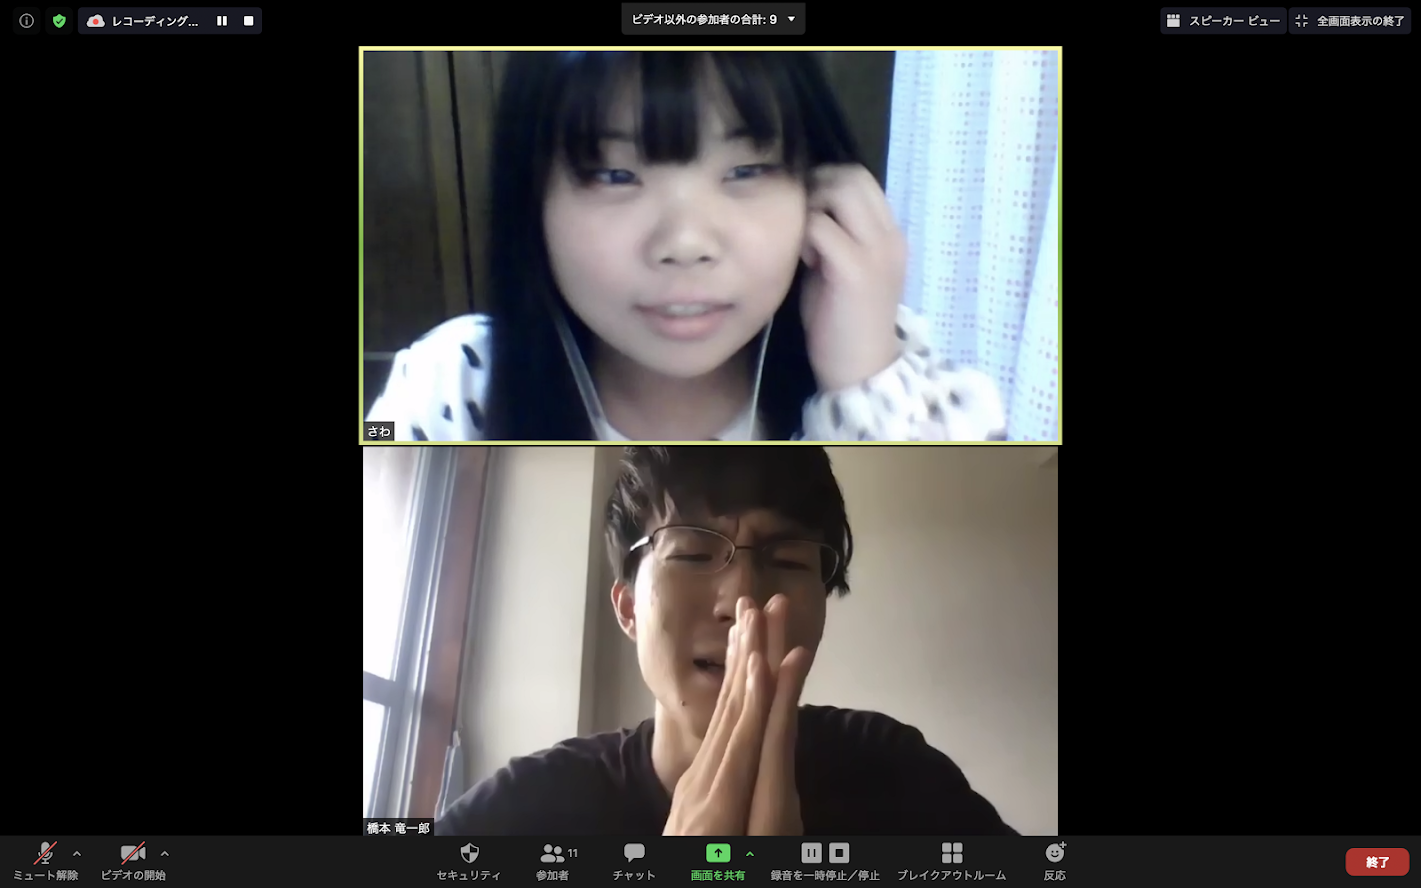 レコーディング...
ビデオ以外の参加者の合計: 9
スピーカー ビュー
全画面表示の終了
さわ
橋本 竜一郎
ミュート解除
ビデオの開始
セキュリティ
11
参加者
チャット
画面を共有
録音を一時停止/停止
ブレイクアウトルーム
反応
終了